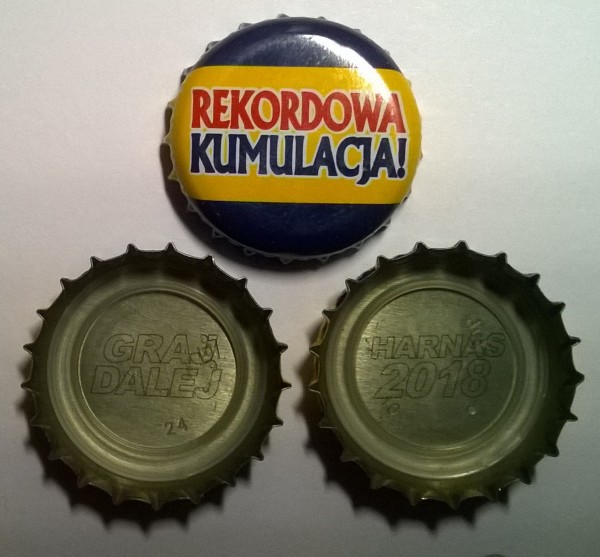 REKORDOWA
KUMULACJA!
GRAJ
DALEJ
24
HARNAŚ
2018